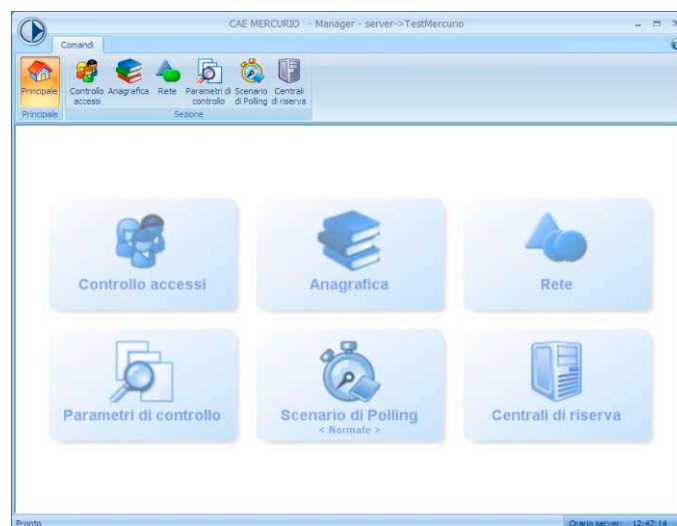 CAE MERCURIO - Manager - server->TestMercurio
Comandi
Principale
Controllo accessi
Anagrafica
Rete
Parametri di controllo
Scenario di Polling
Centrali di riserva
Principale
Sezione
Controllo accessi
Anagrafica
Rete
Parametri di controllo
Scenario di Polling
< Normale >
Centrali di riserva
Pronto
Orario server: 12:47:14